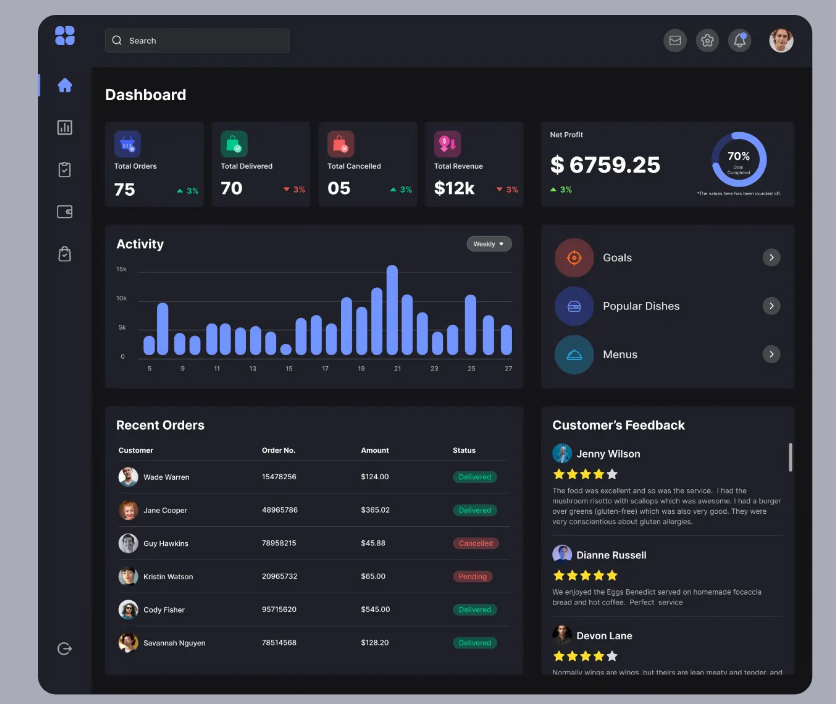 Search
Dashboard
Total Orders
75
3%
Total Delivered
70
3%
Total Cancelled
05
3%
Total Revenue
$12k
3%
Net Profit
$ 6759.25
3%
70%
Goal
Completed
*The values here has been rounded off.
Activity
Weekly
15k
10k
5k
0
5 9 11 13 15 17 19 21 23 25 27
Goals
Popular Dishes
Menus
Recent Orders
Customer Order No. Amount Status
Wade Warren 15478256 $124.00 Delivered
Jane Cooper 48965786 $365.02 Delivered
Guy Hawkins 78958215 $45.88 Cancelled
Kristin Watson 20965732 $65.00 Pending
Cody Fisher 95715620 $545.00 Delivered
Savannah Nguyen 78514568 $128.20 Delivered
Customer's Feedback
Jenny Wilson
The food was excellent and so was the service. I had the
mushroom risotto with scallops which was awesome. I had a burger
over greens (gluten-free) which was also very good. They were
very conscientious about gluten allergies.
Dianne Russell
We enjoyed the Eggs Benedict served on homemade focaccia
bread and hot coffee. Perfect service
Devon Lane
Normally wings are wings, but theirs are lean meaty and tender, and